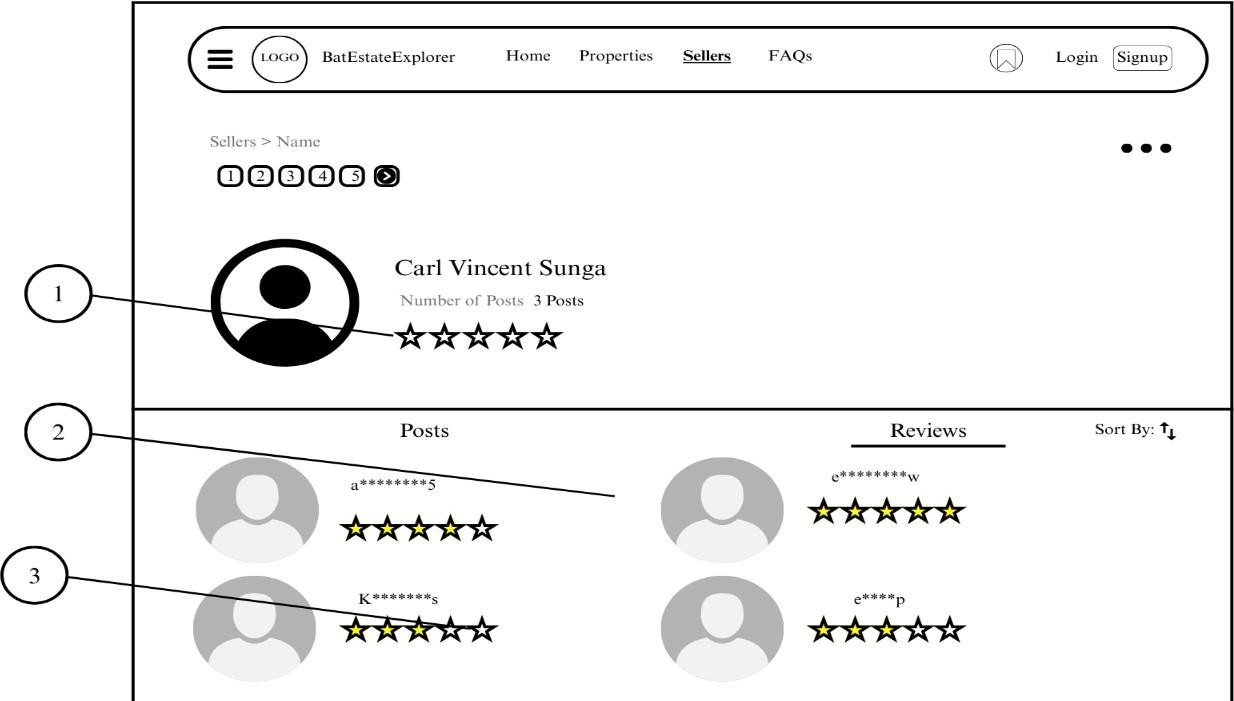 LOGO BatEstateExplorer Home Properties Sellers FAQs Login Signup
Sellers > Name
1 2 3 4 5
Carl Vincent Sunga
1
Number of Posts 3 Posts
2
Posts Reviews Sort By:
a********5 e********w
3
K*******s e****p